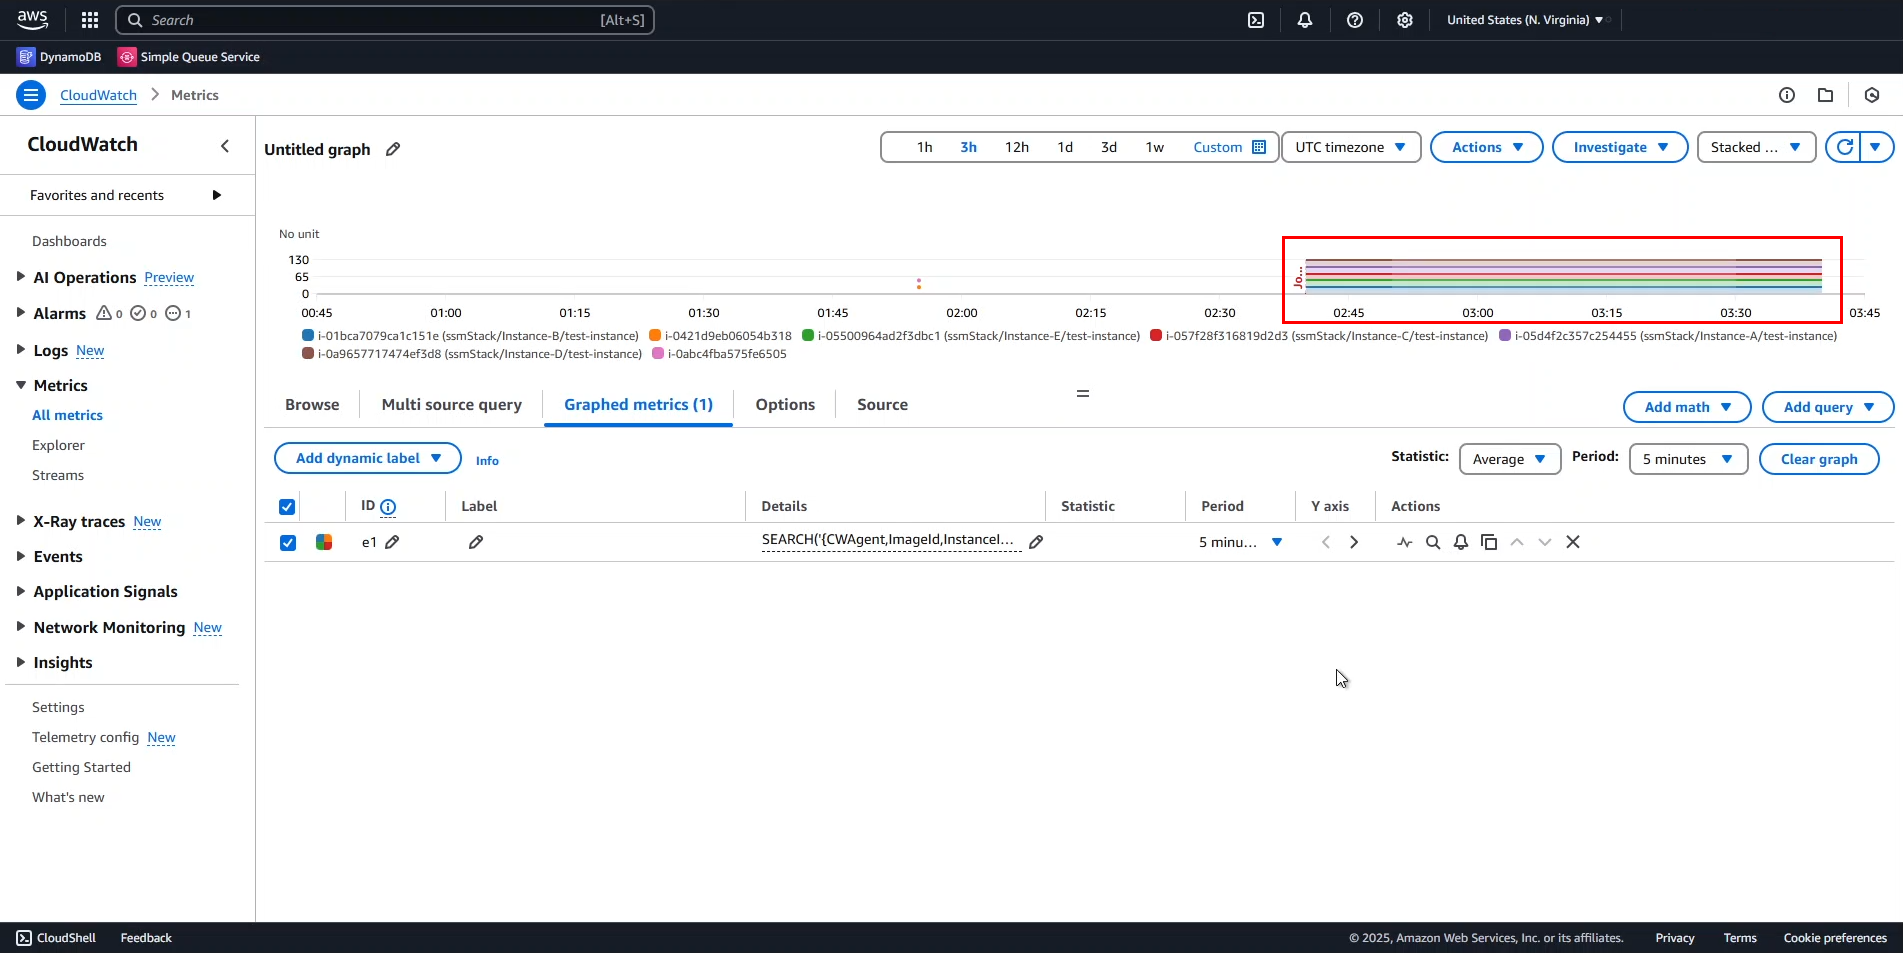 aws
Search [Alt+S]
United States (N. Virginia)
DynamoDB Simple Queue Service
CloudWatch > Metrics
CloudWatch
Favorites and recents
Dashboards
AI Operations Preview
Alarms 0 0 1
Logs New
Metrics
All metrics
Explorer
Streams
X-Ray traces New
Events
Application Signals
Network Monitoring New
Insights
Settings
Telemetry config New
Getting Started
What's new
Untitled graph
1h 3h 12h 1d 3d 1w Custom
UTC timezone
Actions
Investigate
Stacked ...
No unit
130
65
0
Jo...
00:45 01:00 01:15 01:30 01:45 02:00 02:15 02:30 02:45 03:00 03:15 03:30 03:45
i-01bca7079ca1c151e (ssmStack/Instance-B/test-instance) i-0421d9eb06054b318 i-05500964ad2f3dbc1 (ssmStack/Instance-E/test-instance) i-057f28f316819d2d3 (ssmStack/Instance-C/test-instance) i-05d4f2c357c254455 (ssmStack/Instance-A/test-instance)
i-0a9657717474ef3d8 (ssmStack/Instance-D/test-instance) i-0abc4fba575fe6505
Browse Multi source query Graphed metrics (1) Options Source
Add math Add query
Add dynamic label Info
Statistic: Average Period: 5 minutes Clear graph
ID Label Details Statistic Period Y axis Actions
e1 SEARCH('{CWAgent,ImageId,InstanceI... 5 minu...
CloudShell Feedback
© 2025, Amazon Web Services, Inc. or its affiliates. Privacy Terms Cookie preferences